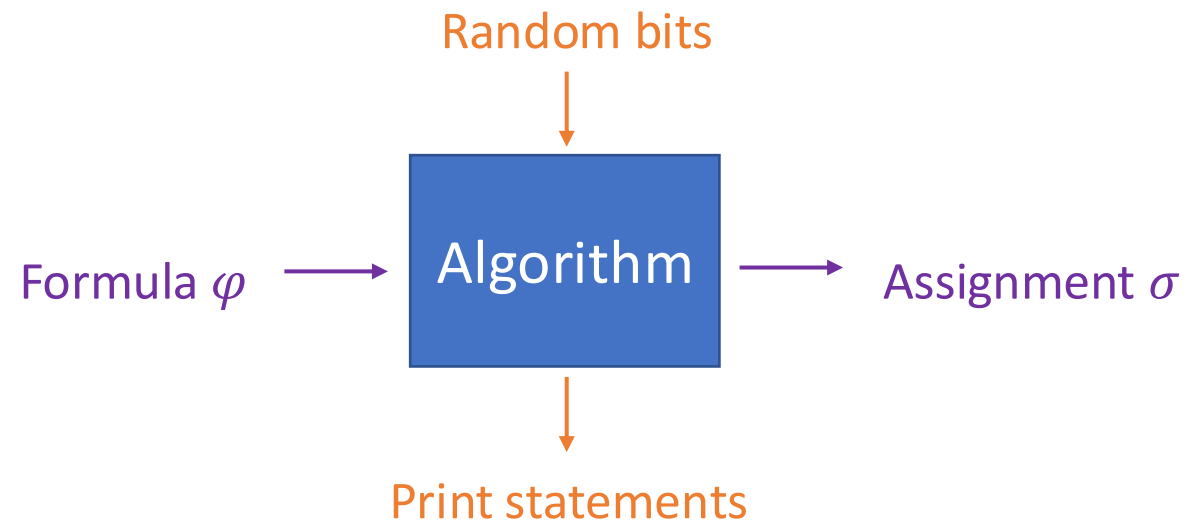 Random bits
Formula φ
Algorithm
Assignment σ
Print statements